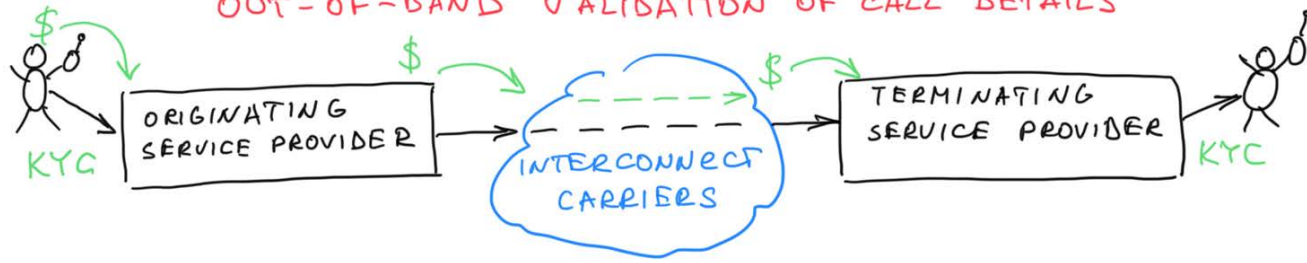 OUT-OF-BAND VALIDATION OF CALL DETAILS
$
$
$
ORIGINATING
SERVICE PROVIDER
TERMINATING
SERVICE PROVIDER
KYC
INTERCONNECT
CARRIERS
KYC